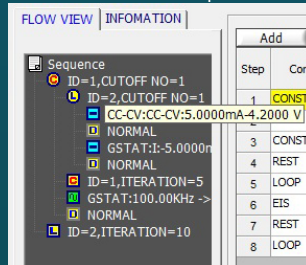 FLOW VIEW INFOMATION
Add
Sequence
ID=1,CUTOFF NO=1
ID=2,CUTOFF NO=1
CC-CV:CC-CV:5.0000mA-4.2000 V
D NORMAL
GSTAT:I:-5.0000m
D NORMAL
ID=1,ITERATION=5
GSTAT:100.00KHz ->
D NORMAL
L ID=2,ITERATION=10
Step Con
1 CONST
3 CONST
4 REST
5 LOOP
6 EIS
7 REST
8 LOOP